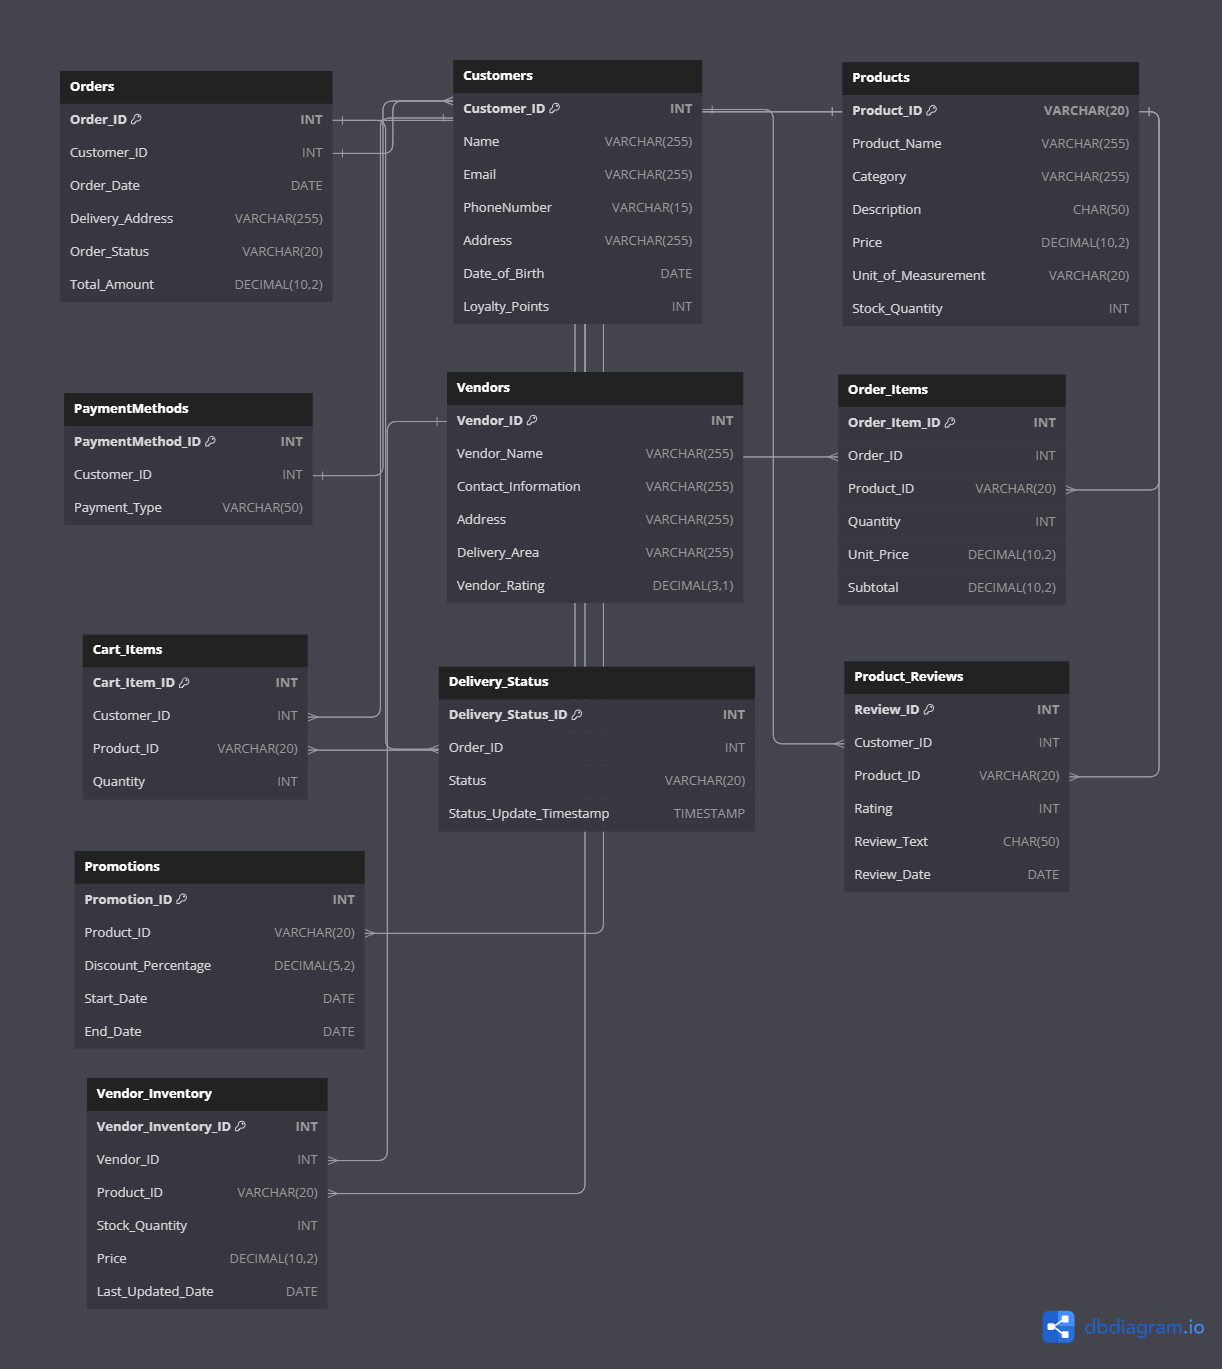 Orders
Order_ID INT
Customer_ID INT
Order_Date DATE
Delivery_Address VARCHAR(255)
Order_Status VARCHAR(20)
Total_Amount DECIMAL(10,2)
Customers
Customer_ID INT
Name VARCHAR(255)
Email VARCHAR(255)
PhoneNumber VARCHAR(15)
Address VARCHAR(255)
Date_of_Birth DATE
Loyalty_Points INT
Products
Product_ID VARCHAR(20)
Product_Name VARCHAR(255)
Category VARCHAR(255)
Description CHAR(50)
Price DECIMAL(10,2)
Unit_of_Measurement VARCHAR(20)
Stock_Quantity INT
PaymentMethods
PaymentMethod_ID INT
Customer_ID INT
Payment_Type VARCHAR(50)
Vendors
Vendor_ID INT
Vendor_Name VARCHAR(255)
Contact_Information VARCHAR(255)
Address VARCHAR(255)
Delivery_Area VARCHAR(255)
Vendor_Rating DECIMAL(3,1)
Order_Items
Order_Item_ID INT
Order_ID INT
Product_ID VARCHAR(20)
Quantity INT
Unit_Price DECIMAL(10,2)
Subtotal DECIMAL(10,2)
Cart_Items
Cart_Item_ID INT
Customer_ID INT
Product_ID VARCHAR(20)
Quantity INT
Delivery_Status
Delivery_Status_ID INT
Order_ID INT
Status VARCHAR(20)
Status_Update_Timestamp TIMESTAMP
Product_Reviews
Review_ID INT
Customer_ID INT
Product_ID VARCHAR(20)
Rating INT
Review_Text CHAR(50)
Review_Date DATE
Promotions
Promotion_ID INT
Product_ID VARCHAR(20)
Discount_Percentage DECIMAL(5,2)
Start_Date DATE
End_Date DATE
Vendor_Inventory
Vendor_Inventory_ID INT
Vendor_ID INT
Product_ID VARCHAR(20)
Stock_Quantity INT
Price DECIMAL(10,2)
Last_Updated_Date DATE
dbdiagram.io